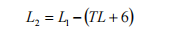 L₂ = L₁ − (TL + 6)